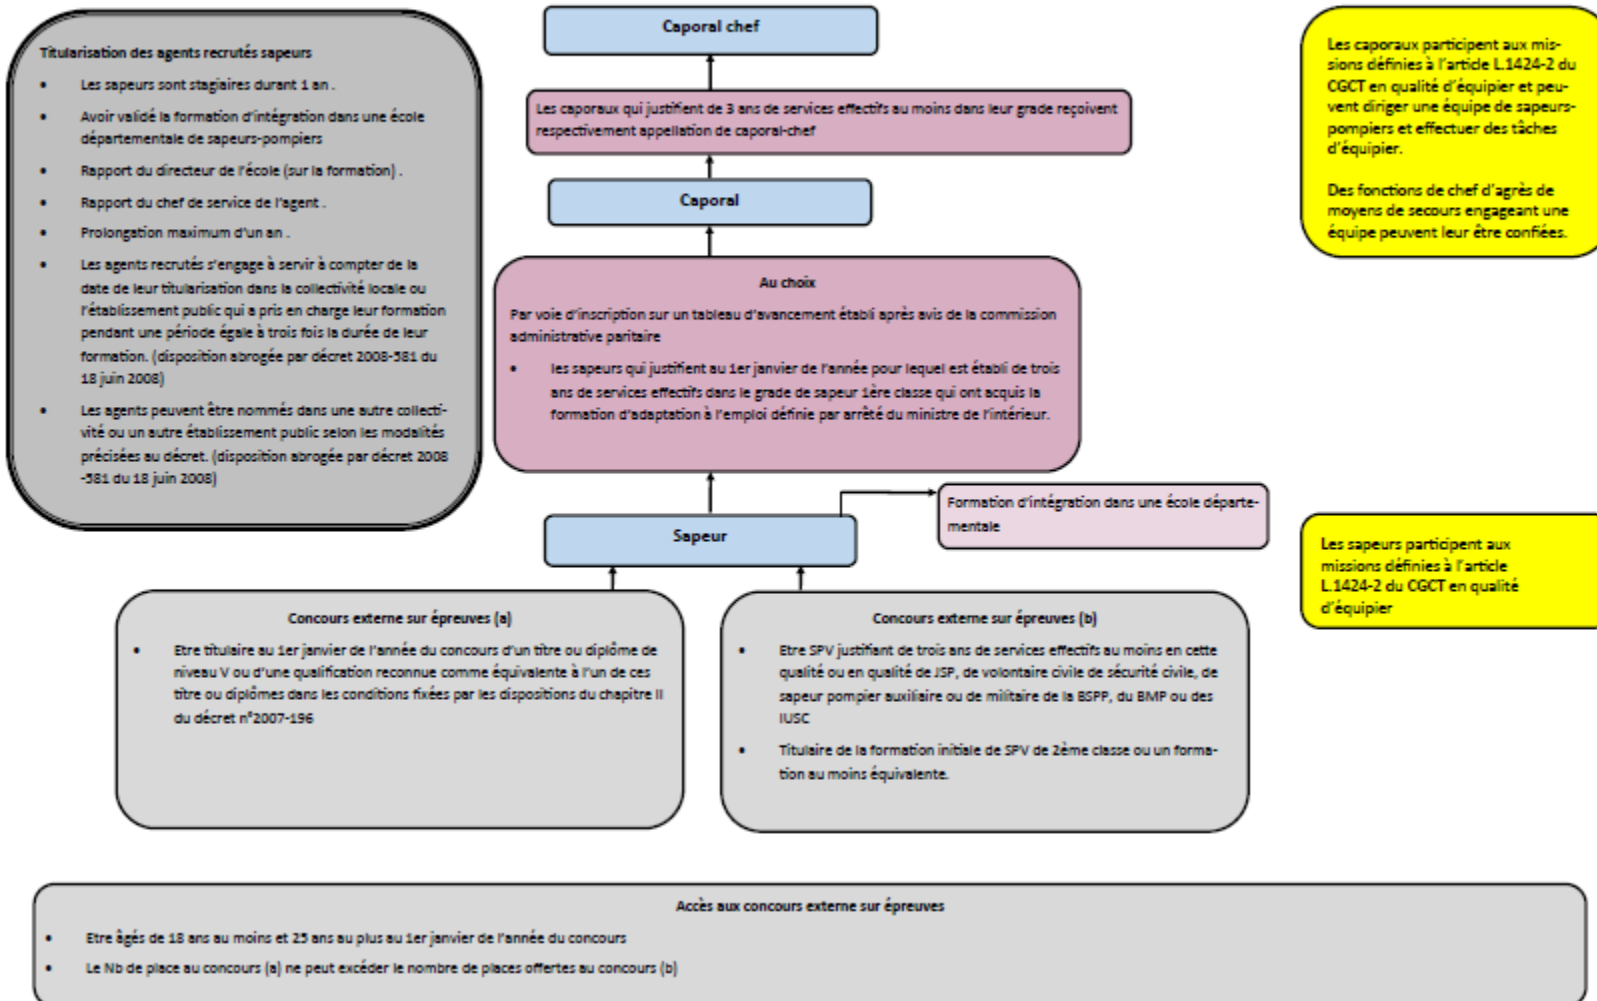 Caporal chef
Titularisation des agents recrutés sapeurs
• Les sapeurs sont stagiaires durant 1 an .
• Avoir validé la formation d'intégration dans une école
départementale de sapeurs-pompiers
• Rapport du directeur de l'école (sur la formation) .
• Rapport du chef de service de l'agent .
• Prolongation maximum d'un an .
• Les agents recrutés s'engage à servir à compter de la
date de leur titularisation dans la collectivité locale ou
l'établissement public qui a pris en charge leur formation
pendant une période égale à trois fois la durée de leur
formation. (disposition abrogée par décret 2008-581 du
18 juin 2008)
• Les agents peuvent être nommés dans une autre collecti-
vité ou un autre établissement public selon les modalités
précisées au décret. (disposition abrogée par décret 2008
-581 du 18 juin 2008)
Les caporaux qui justifient de 3 ans de services effectifs au moins dans leur grade reçoivent
respectivement appellation de caporal-chef
Caporal
Les caporaux participent aux mis-
sions définies à l'article L.1424-2 du
CGCT en qualité d'équipier et peu-
vent diriger une équipe de sapeurs-
pompiers et effectuer des tâches
d'équipier.
Des fonctions de chef d'agrès de
moyens de secours engageant une
équipe peuvent leur être confiées.
Au choix
Par voie d'inscription sur un tableau d'avancement établi après avis de la commission
administrative paritaire
• les sapeurs qui justifient au 1er janvier de l'année pour lequel est établi de trois
ans de services effectifs dans le grade de sapeur 1ère classe qui ont acquis la
formation d'adaptation à l'emploi définie par arrêté du ministre de l'intérieur.
Sapeur
Formation d'intégration dans une école départe-
mentale
Les sapeurs participent aux
missions définies à l'article
L.1424-2 du CGCT en qualité
d'équipier
Concours externe sur épreuves (a)
• Etre titulaire au 1er janvier de l'année du concours d'un titre ou diplôme de
niveau V ou d'une qualification reconnue comme équivalente à l'un de ces
titre ou diplômes dans les conditions fixées par les dispositions du chapitre II
du décret n°2007-196
Concours externe sur épreuves (b)
• Etre SPV justifiant de trois ans de services effectifs au moins en cette
qualité ou en qualité de JSP, de volontaire civile de sécurité civile, de
sapeur pompier auxiliaire ou de militaire de la BSPP, du BMP ou des
IUSC
• Titulaire de la formation initiale de SPV de 2ème classe ou un forma-
tion au moins équivalente.
Accès aux concours externe sur épreuves
• Etre âgés de 18 ans au moins et 25 ans au plus au 1er janvier de l'année du concours
• Le Nb de place au concours (a) ne peut excéder le nombre de places offertes au concours (b)